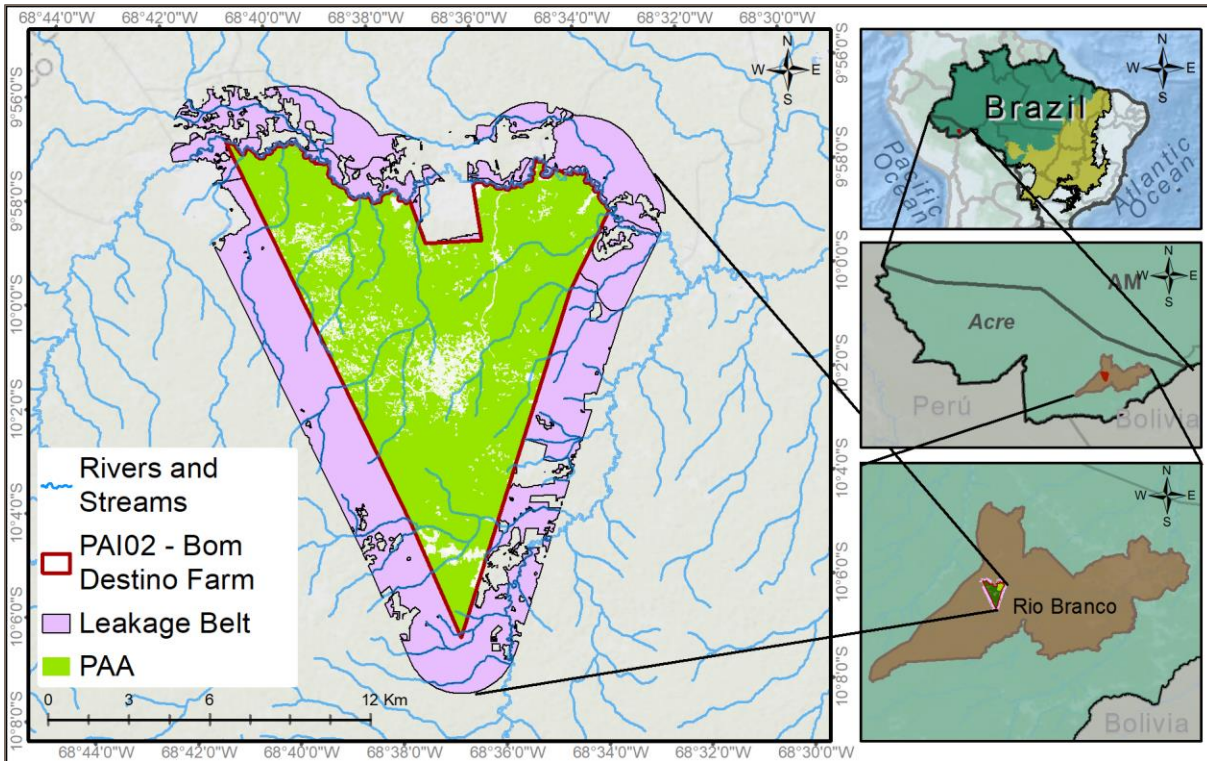 68°44'0"W 68°42'0"W 68°40'0"W 68°38'0"W 68°36'0"W 68°34'0"W 68°32'0"W 68°30'0"W
N
W E
S
9°56'0"S
9°58'0"S
10°0'0"S
10°2'0"S
10°4'0"S
10°6'0"S
10°8'0"S
Rivers and
Streams
PAI02 - Bom
Destino Farm
Leakage Belt
PAA
0 3 6 9 12 Km
68°44'0"W 68°42'0"W 68°40'0"W 68°38'0"W 68°36'0"W 68°34'0"W 68°32'0"W 68°30'0"W
9°56'0"S
9°58'0"S
10°0'0"S
10°2'0"S
10°4'0"S
10°6'0"S
10°8'0"S
N
W E
S
Brazil
Pacific
Ocean
Atlantic
Ocean
N
W E
S
AM
Acre
Perú
Bolivia
N
W E
S
Rio Branco
Bolivia